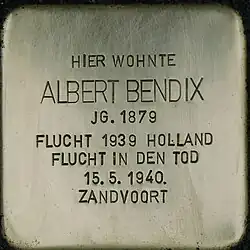 HIER WOHNTE
ALBERT BENDIX
JG. 1879
FLUCHT 1939 HOLLAND
FLUCHT IN DEN TOD
15.5.1940.
ZANDVOORT